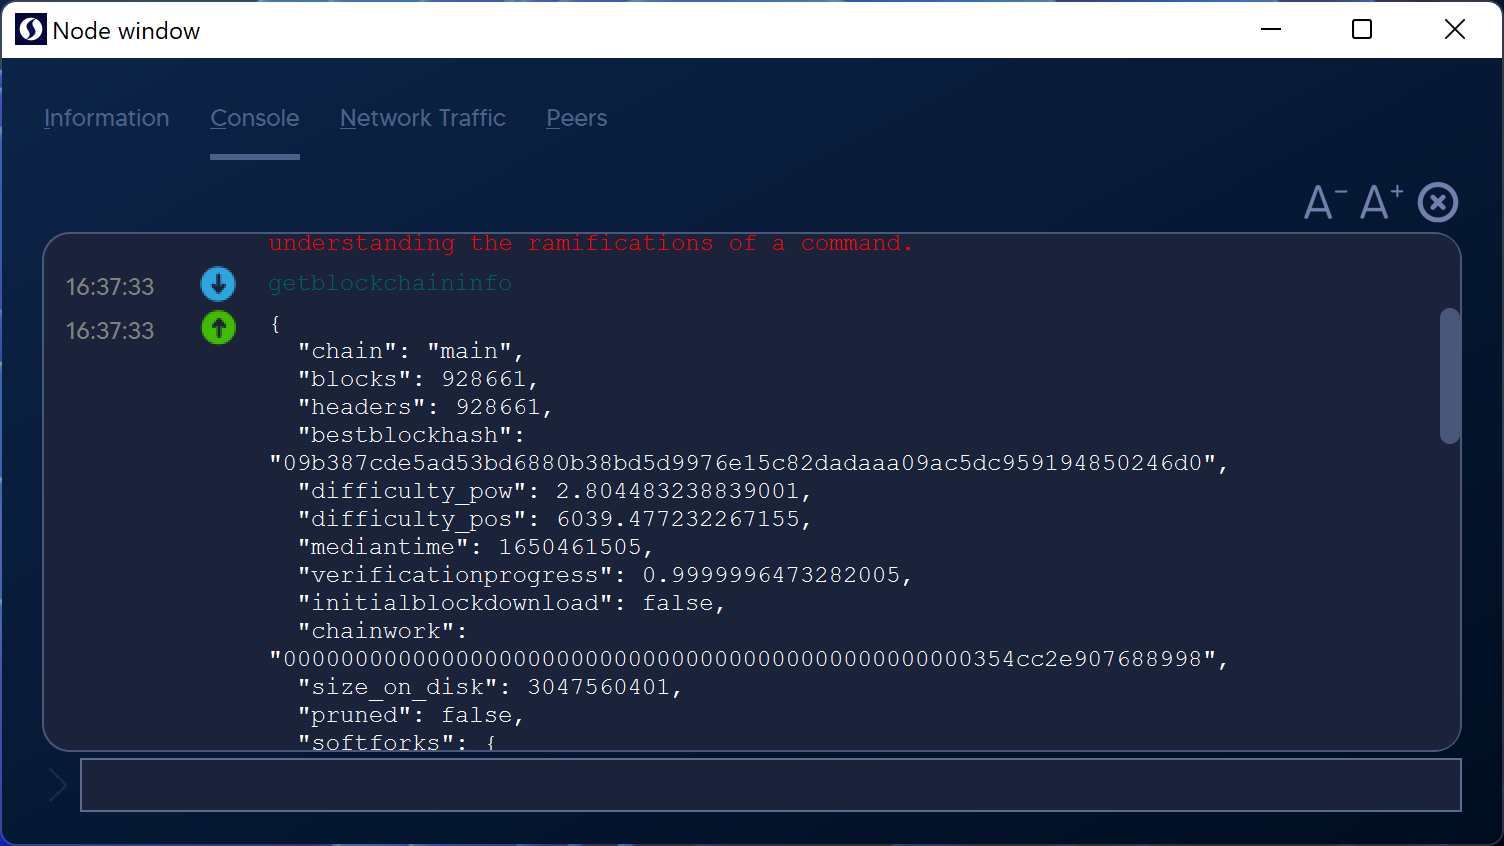 Node window
Information Console Network Traffic Peers
A- A+
understanding the ramifications of a command.
16:37:33 getblockchaininfo
16:37:33 {
"chain": "main",
"blocks": 928661,
"headers": 928661,
"bestblockhash":
"09b387cde5ad53bd6880b38bd5d9976e15c82dadaaa09ac5dc959194850246d0",
"difficulty_pow": 2.804483238839001,
"difficulty_pos": 6039.477232267155,
"mediantime": 1650461505,
"verificationprogress": 0.9999996473282005,
"initialblockdownload": false,
"chainwork":
"000000000000000000000000000000000000000000000000354cc2e907688998",
"size_on_disk": 3047560401,
"pruned": false,
"softforks": {